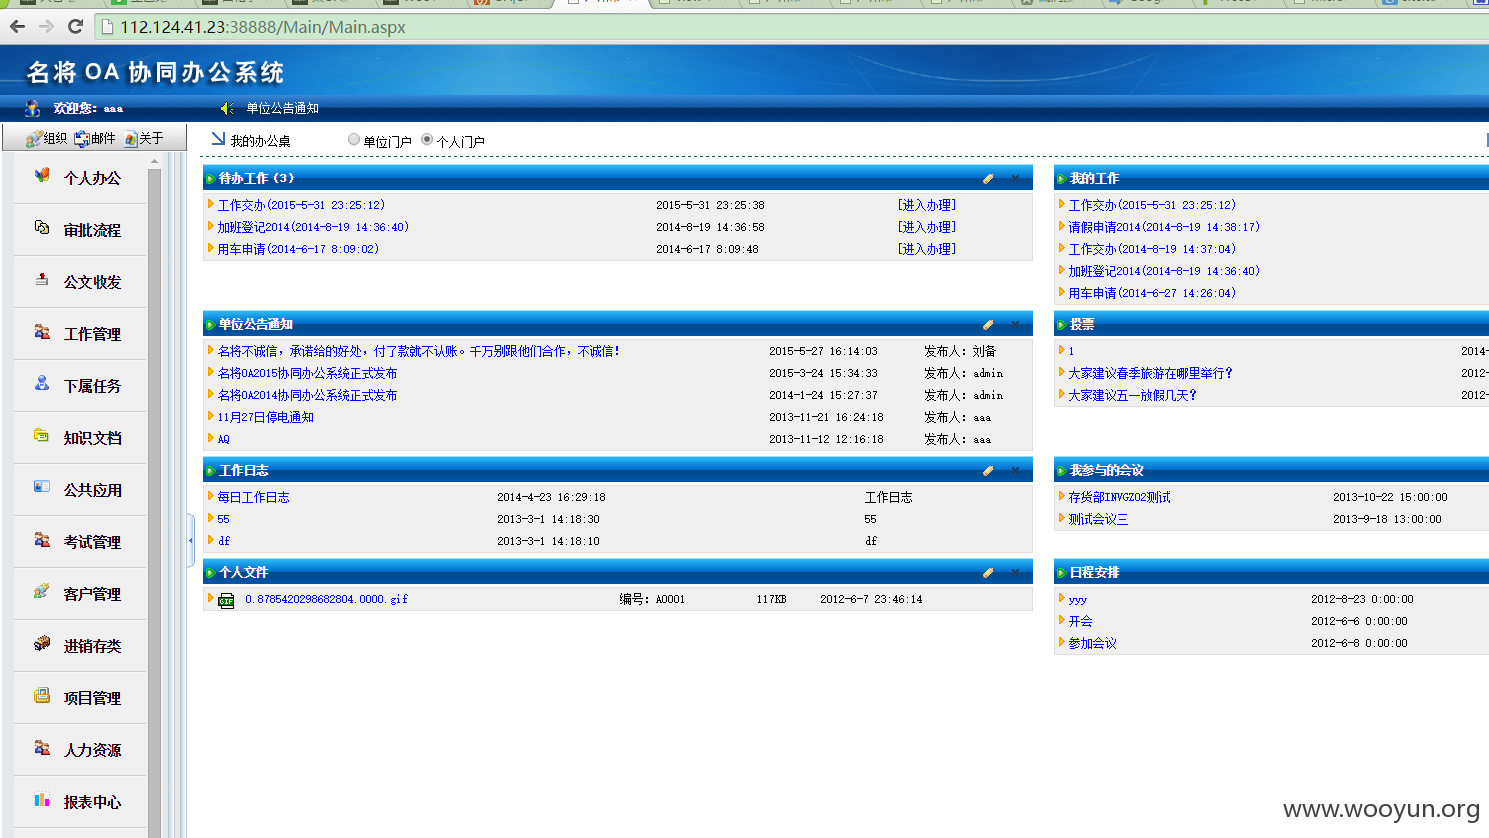 112.124.41.23:38888/Main/Main.aspx
名将 OA 协同办公系统
欢迎您：aaa
单位公告通知
组织 邮件 关于
我的办公桌 单位门户 个人门户
个人办公
审批流程
公文收发
工作管理
下属任务
知识文档
公共应用
考试管理
客户管理
进销存类
项目管理
人力资源
报表中心
待办工作 (3)
工作交办(2015-5-31 23:25:12) 2015-5-31 23:25:38 [进入办理]
加班登记2014(2014-8-19 14:36:40) 2014-8-19 14:36:58 [进入办理]
用车申请(2014-6-17 8:09:02) 2014-6-17 8:09:48 [进入办理]
我的工作
工作交办(2015-5-31 23:25:12)
请假申请2014(2014-8-19 14:38:17)
工作交办(2014-8-19 14:37:04)
加班登记2014(2014-8-19 14:36:40)
用车申请(2014-6-27 14:26:04)
单位公告通知
名将不诚信，承诺给的好处，付了款就不认账。千万别跟他们合作，不诚信！ 2015-5-27 16:14:03 发布人：刘备
名将OA2015协同办公系统正式发布 2015-3-24 15:34:33 发布人：admin
名将OA2014协同办公系统正式发布 2014-1-24 15:27:37 发布人：admin
11月27日停电通知 2013-11-21 16:24:18 发布人：aaa
AQ 2013-11-12 12:16:18 发布人：aaa
投票
1 2014-
大家建议春季旅游在哪里举行？ 2012-
大家建议五一放假几天？ 2012-
工作日志
每日工作日志 2014-4-23 16:29:18 工作日志
55 2013-3-1 14:18:30 55
df 2013-3-1 14:18:10 df
我参与的会议
存货部INVGZ02测试 2013-10-22 15:00:00
测试会议三 2013-9-18 13:00:00
个人文件
GIF 0.8785420298682804.0000.gif 编号：A0001 117KB 2012-6-7 23:46:14
日程安排
yyy 2012-8-23 0:00:00
开会 2012-6-6 0:00:00
参加会议 2012-6-8 0:00:00
www.wooyun.org